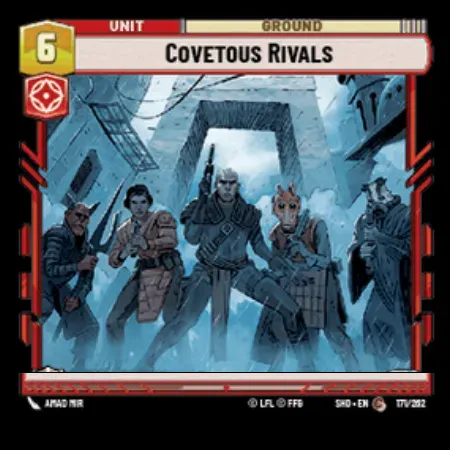 UNIT GROUND
6 COVETOUS RIVALS
AMAD MIR © LFL © FFG SHD • EN 171/262